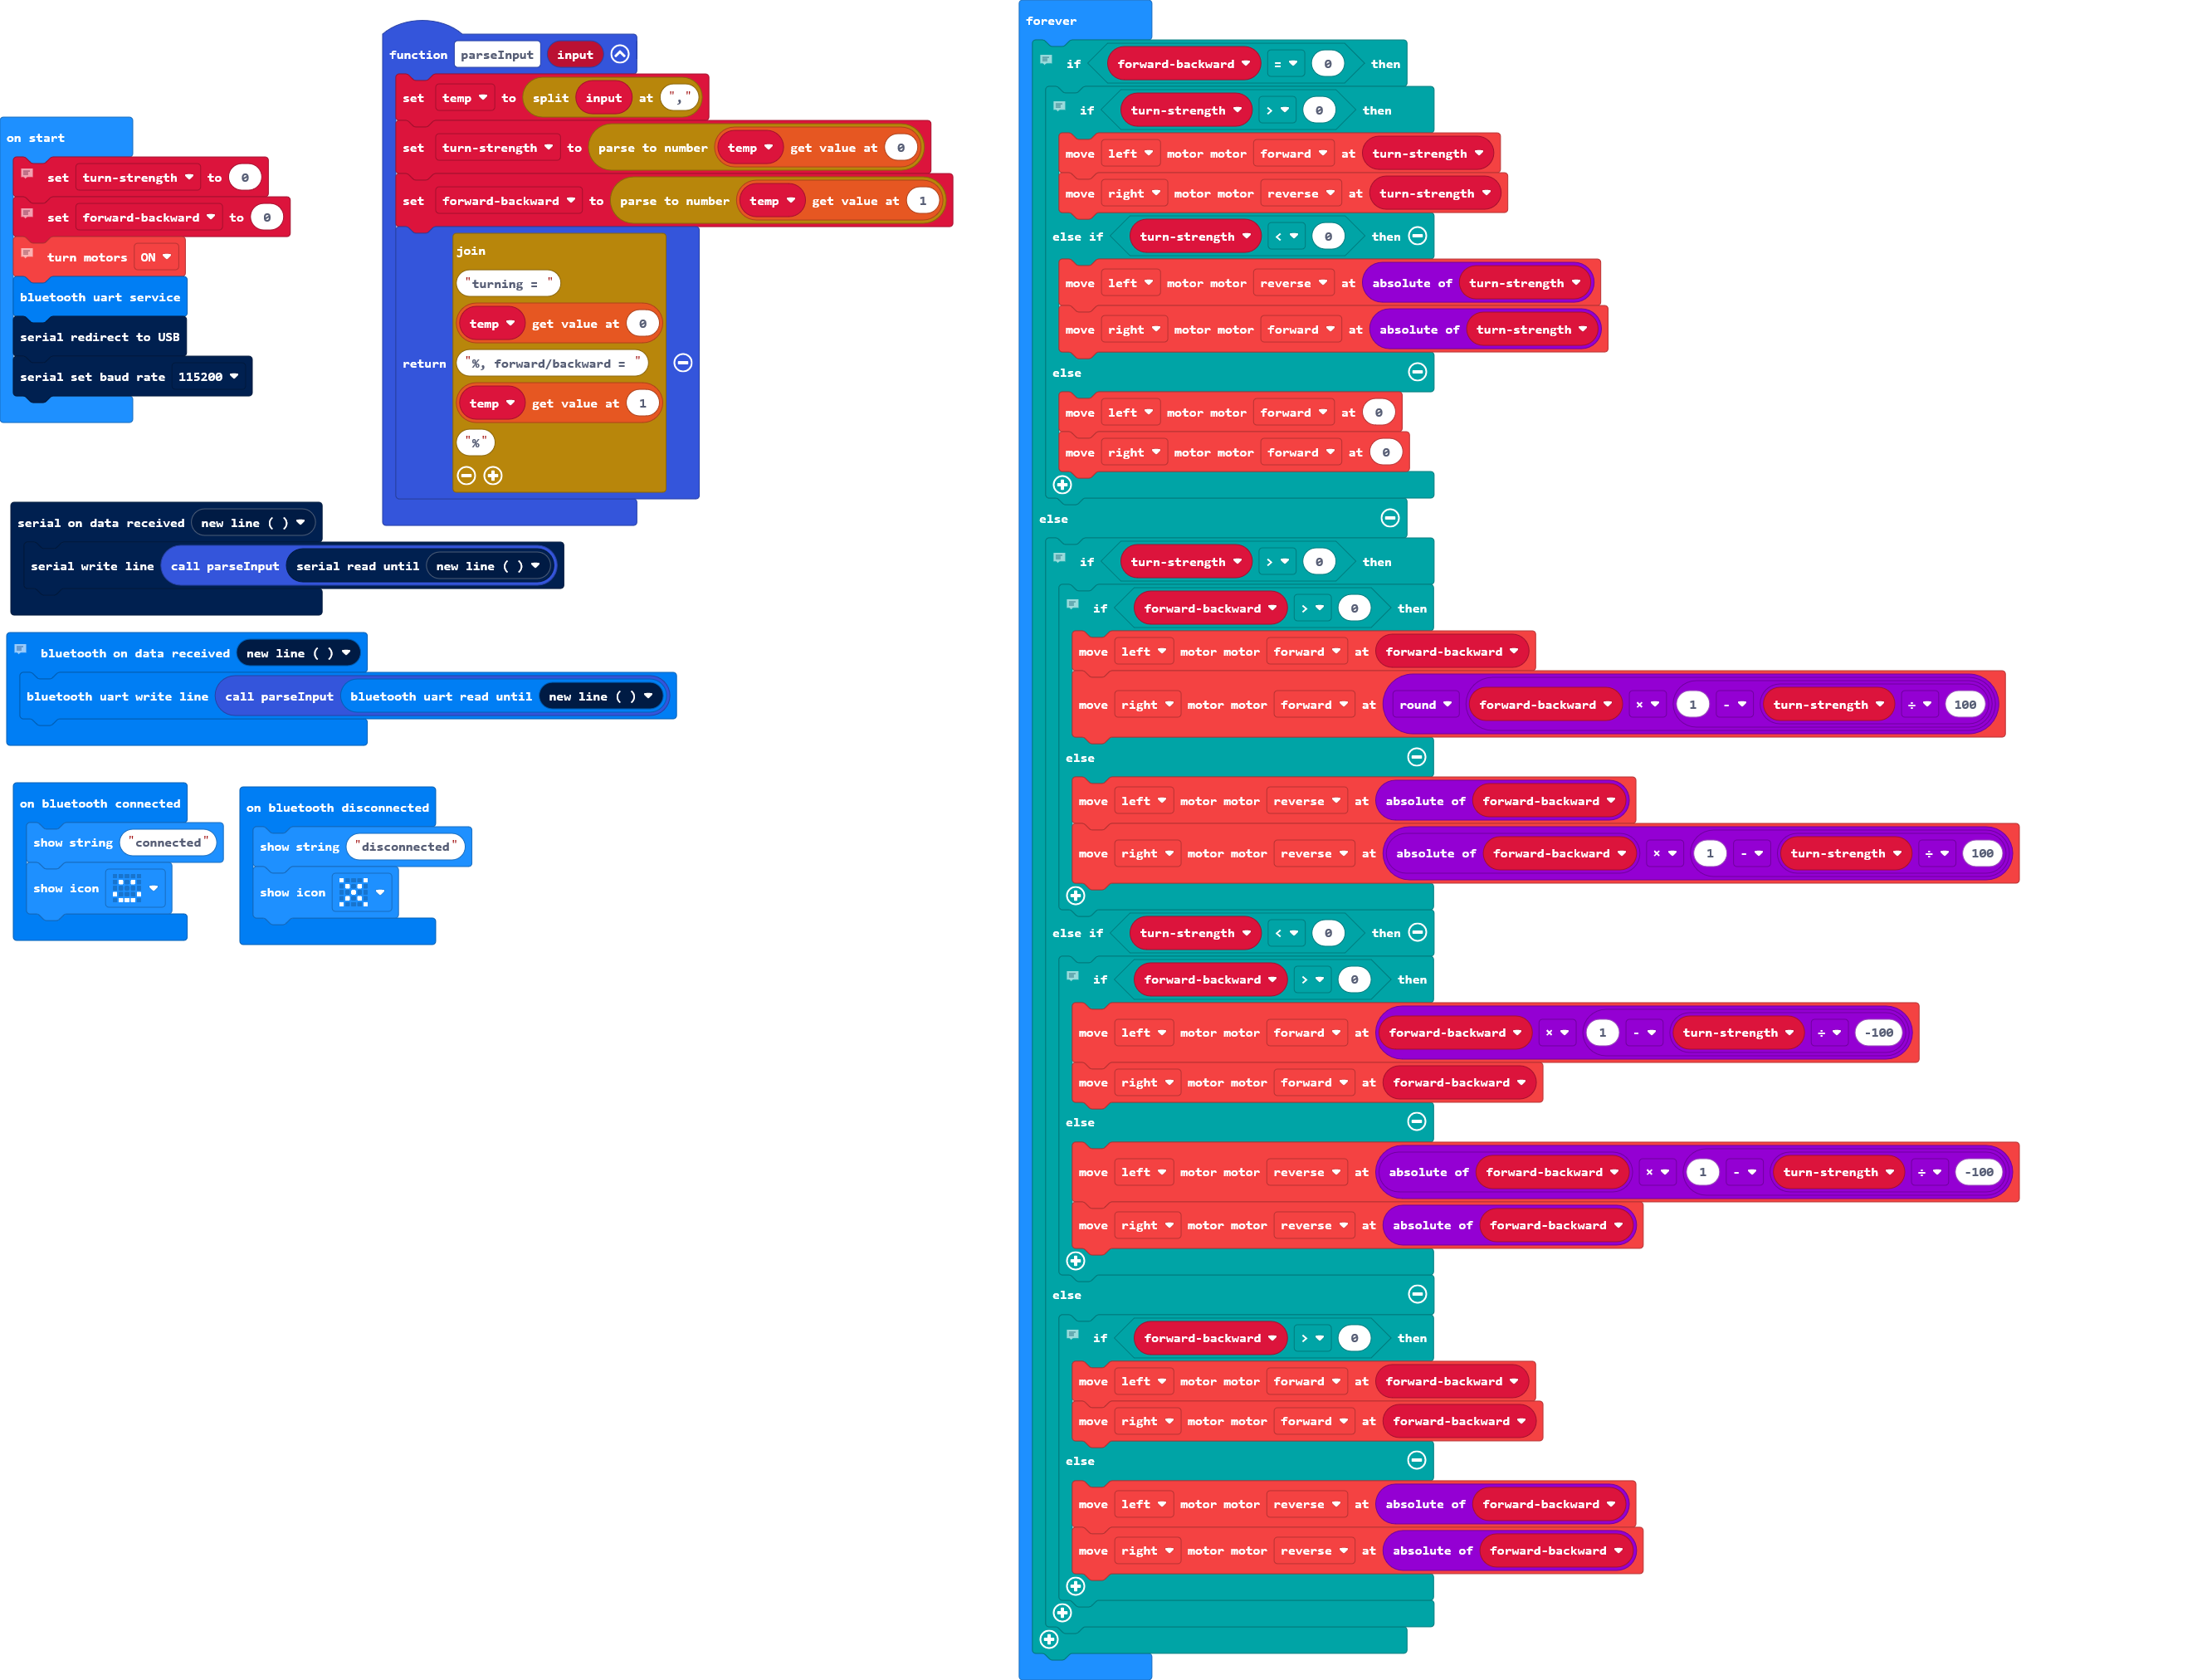 on start
set turn-strength to 0
set forward-backward to 0
turn motors ON
bluetooth uart service
serial redirect to USB
serial set baud rate 115200
function parseInput input
set temp to split input at ","
set turn-strength to parse to number temp get value at 0
set forward-backward to parse to number temp get value at 1
join
"turning = "
temp get value at 0
return "%, forward/backward = "
temp get value at 1
"%"
serial on data received new line ( )
serial write line call parseInput serial read until new line ( )
bluetooth on data received new line ( )
bluetooth uart write line call parseInput bluetooth uart read until new line ( )
on bluetooth connected
show string "connected"
show icon
on bluetooth disconnected
show string "disconnected"
show icon
forever
if forward-backward = 0 then
if turn-strength > 0 then
move left motor motor forward at turn-strength
move right motor motor reverse at turn-strength
else if turn-strength < 0 then
move left motor motor reverse at absolute of turn-strength
move right motor motor forward at absolute of turn-strength
else
move left motor motor forward at 0
move right motor motor forward at 0
else
if turn-strength > 0 then
if forward-backward > 0 then
move left motor motor forward at forward-backward
move right motor motor forward at round forward-backward × 1 - turn-strength ÷ 100
else
move left motor motor reverse at absolute of forward-backward
move right motor motor reverse at absolute of forward-backward × 1 - turn-strength ÷ 100
else if turn-strength < 0 then
if forward-backward > 0 then
move left motor motor forward at forward-backward × 1 - turn-strength ÷ -100
move right motor motor forward at forward-backward
else
move left motor motor reverse at absolute of forward-backward × 1 - turn-strength ÷ -100
move right motor motor reverse at absolute of forward-backward
else
if forward-backward > 0 then
move left motor motor forward at forward-backward
move right motor motor forward at forward-backward
else
move left motor motor reverse at absolute of forward-backward
move right motor motor reverse at absolute of forward-backward